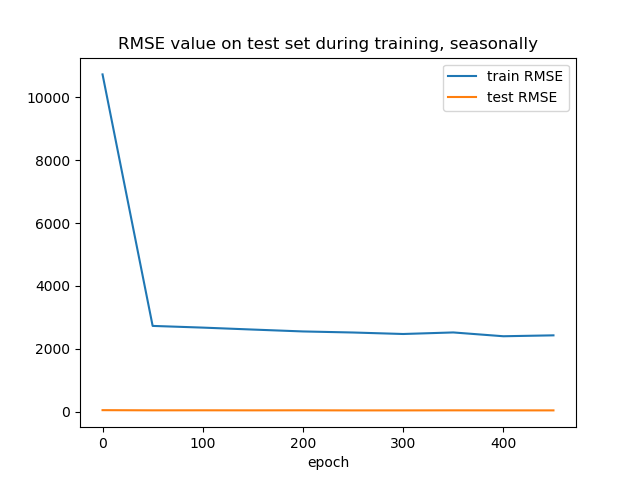 RMSE value on test set during training, seasonally
train RMSE
test RMSE
10000
8000
6000
4000
2000
0
0 100 200 300 400
epoch